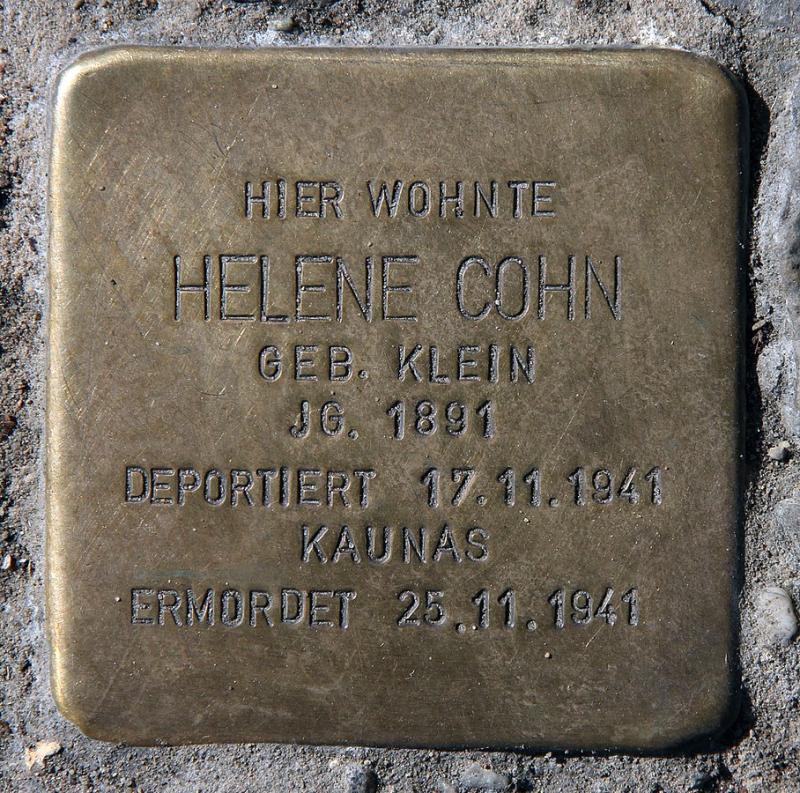 HIER WOHNTE
HELENE COHN
GEB. KLEIN
JG. 1891
DEPORTIERT 17.11.1941
KAUNAS
ERMORDET 25.11.1941